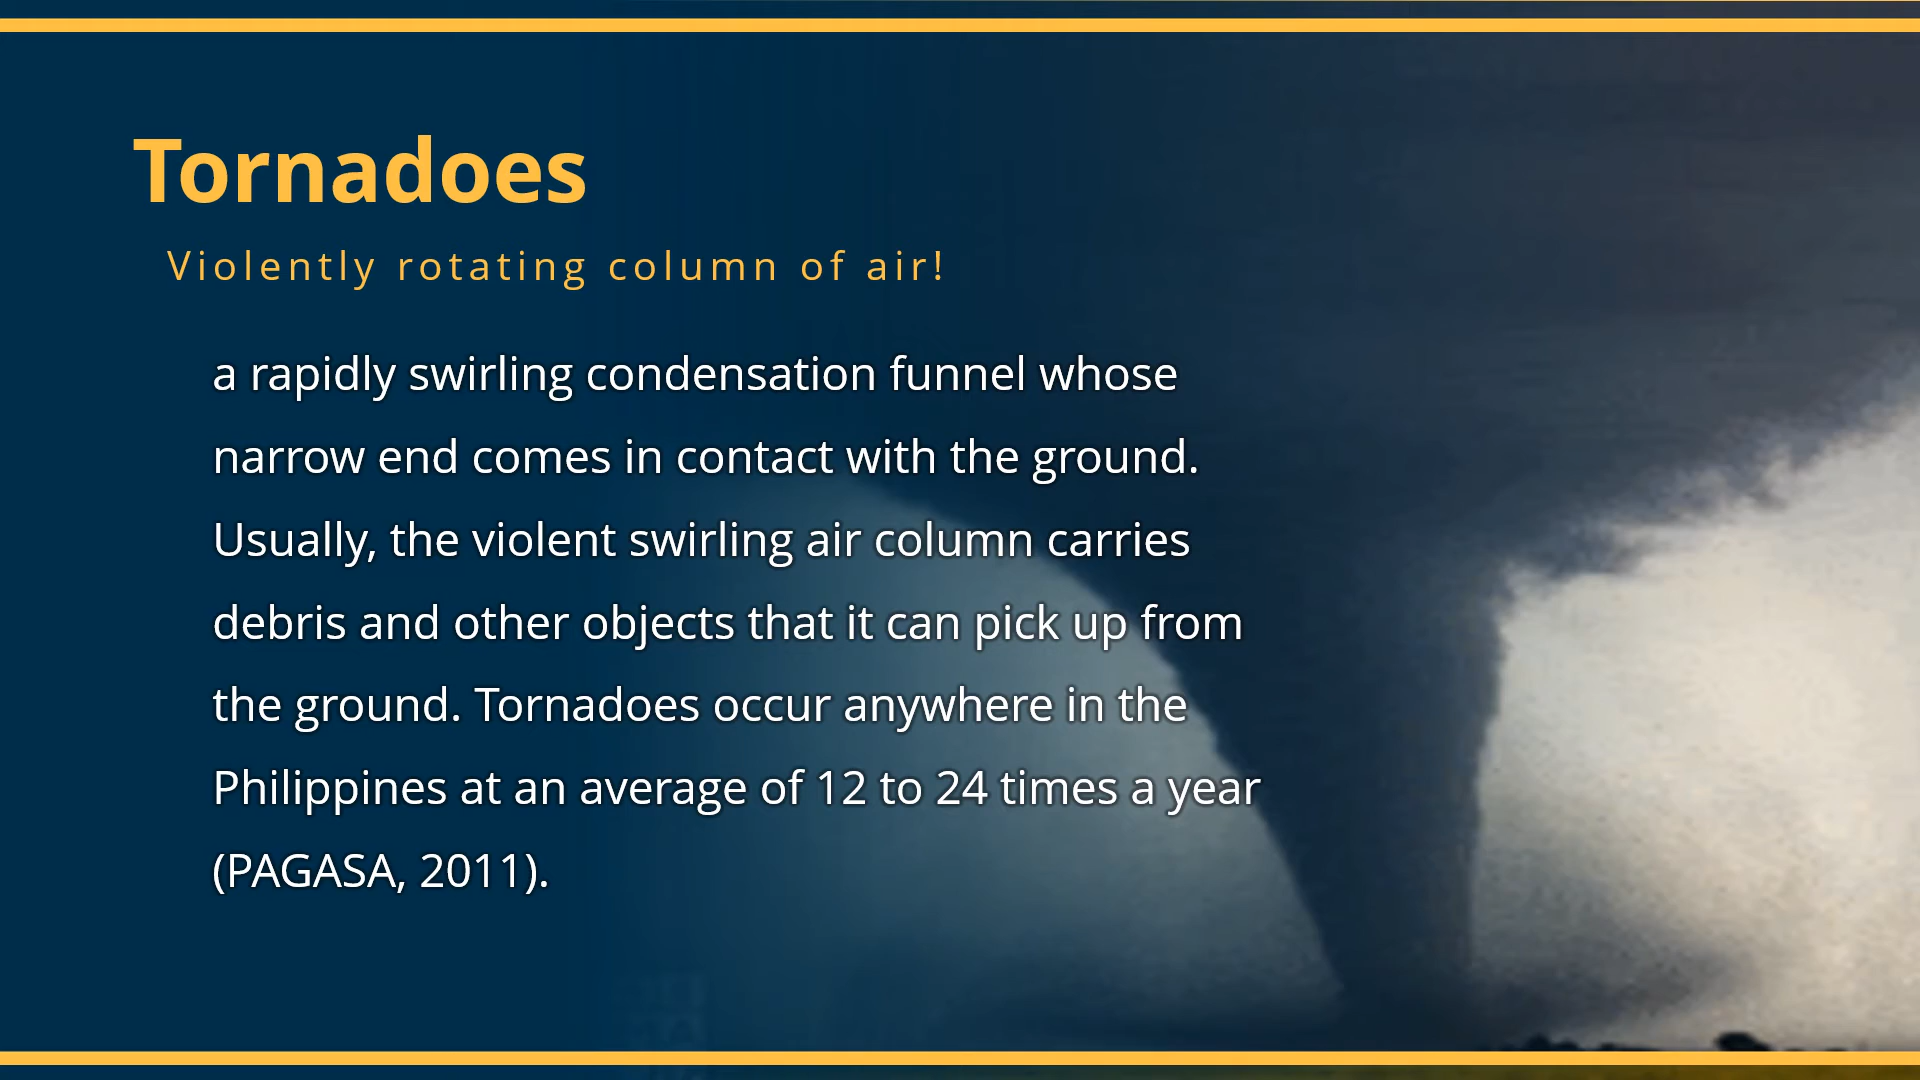 Tornadoes
Violently rotating column of air!
a rapidly swirling condensation funnel whose
narrow end comes in contact with the ground.
Usually, the violent swirling air column carries
debris and other objects that it can pick up from
the ground. Tornadoes occur anywhere in the
Philippines at an average of 12 to 24 times a year
(PAGASA, 2011).